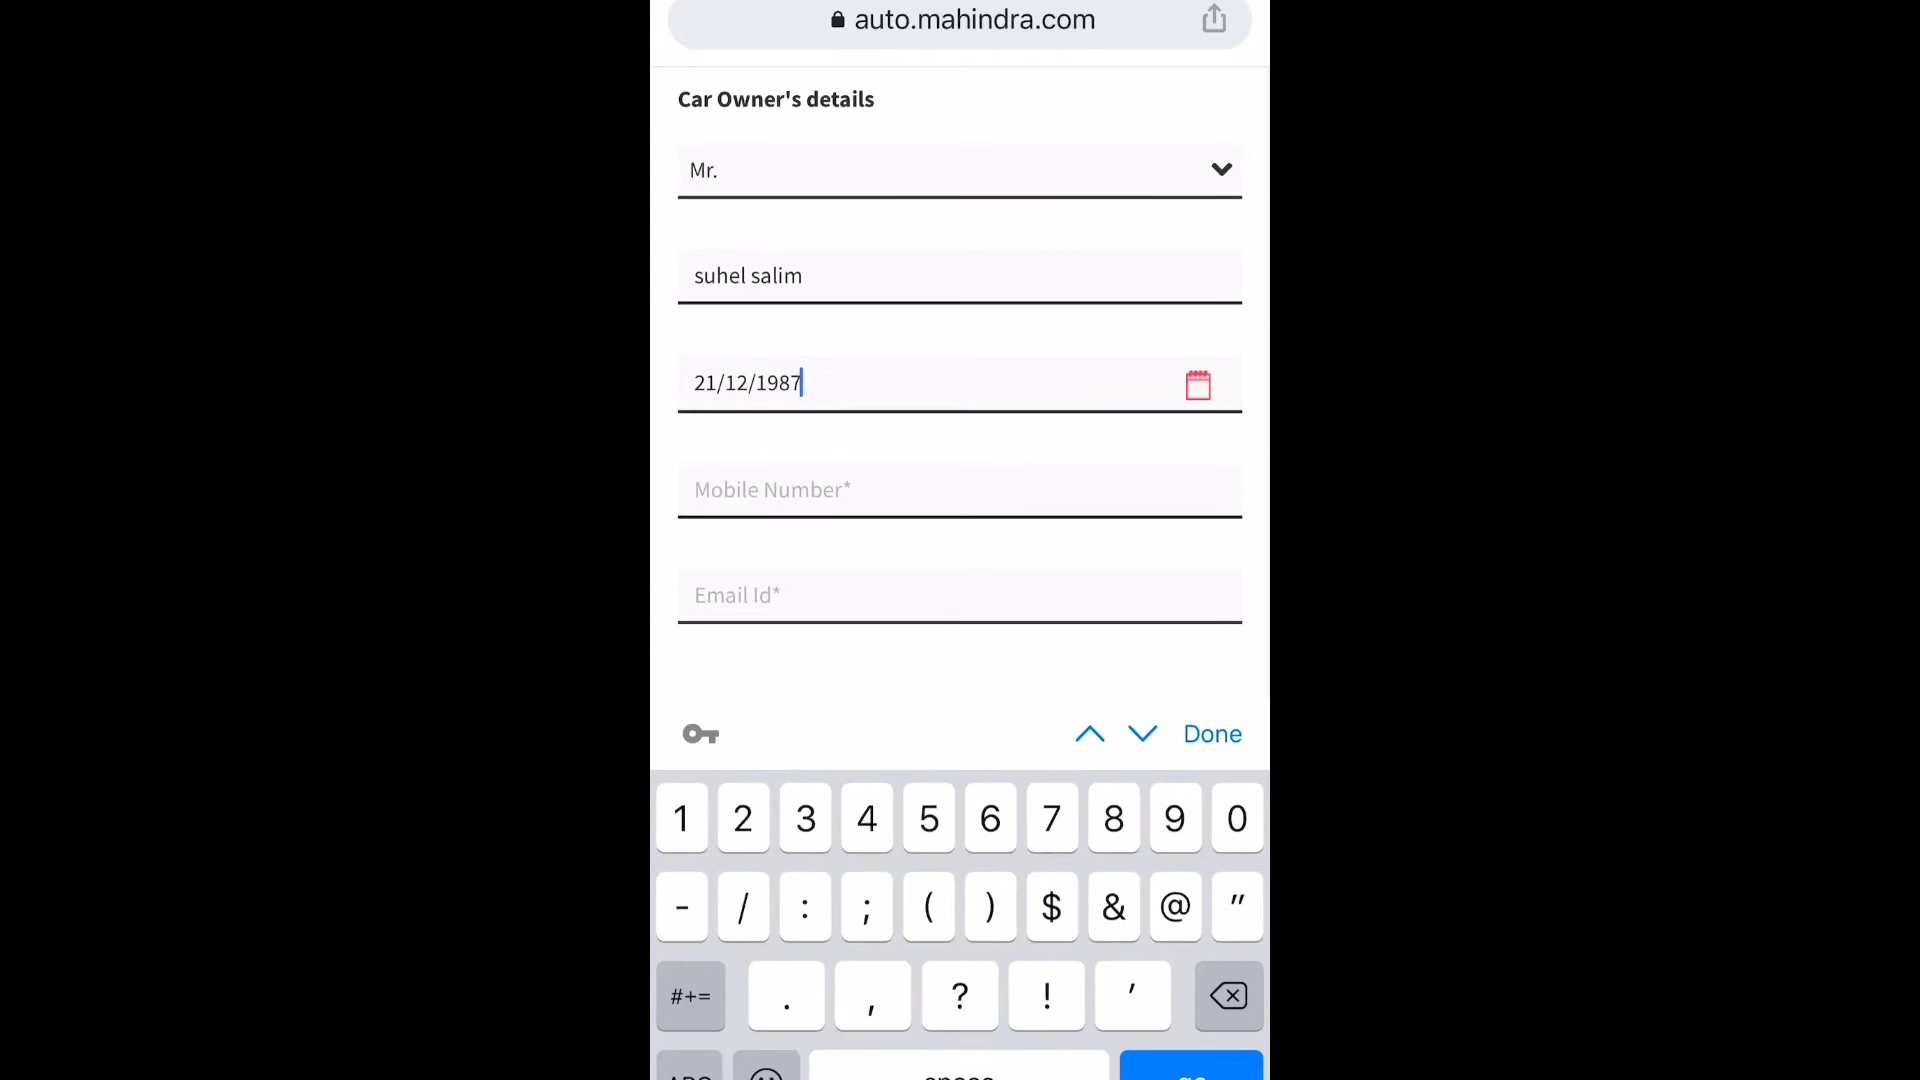 auto.mahindra.com
Car Owner's details
Mr.
suhel salim
21/12/1987
Mobile Number*
Email Id*
Done
1 2 3 4 5 6 7 8 9 0
- / : ; ( ) $ & @ "
#+= . , ? ! '